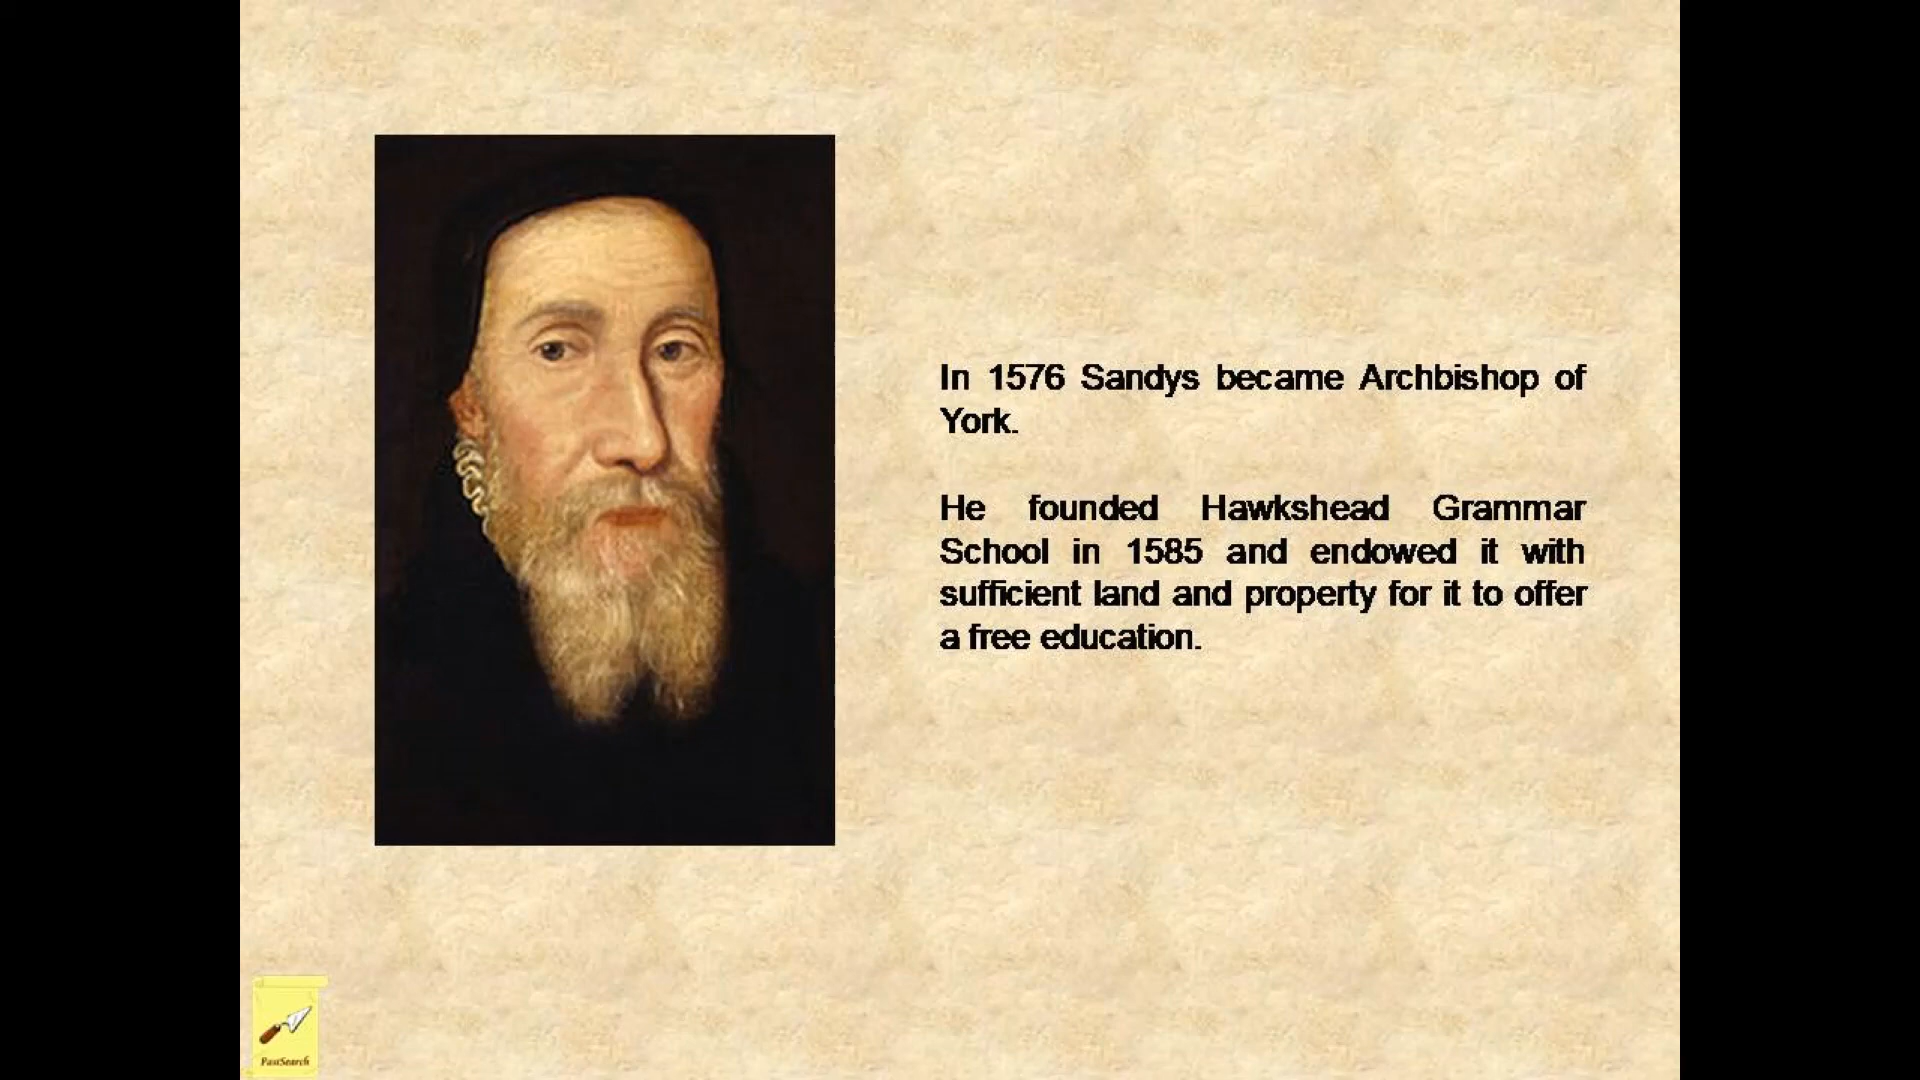 In 1576 Sandys became Archbishop of
York.
He founded Hawkshead Grammar
School in 1585 and endowed it with
sufficient land and property for it to offer
a free education.
PastSearch